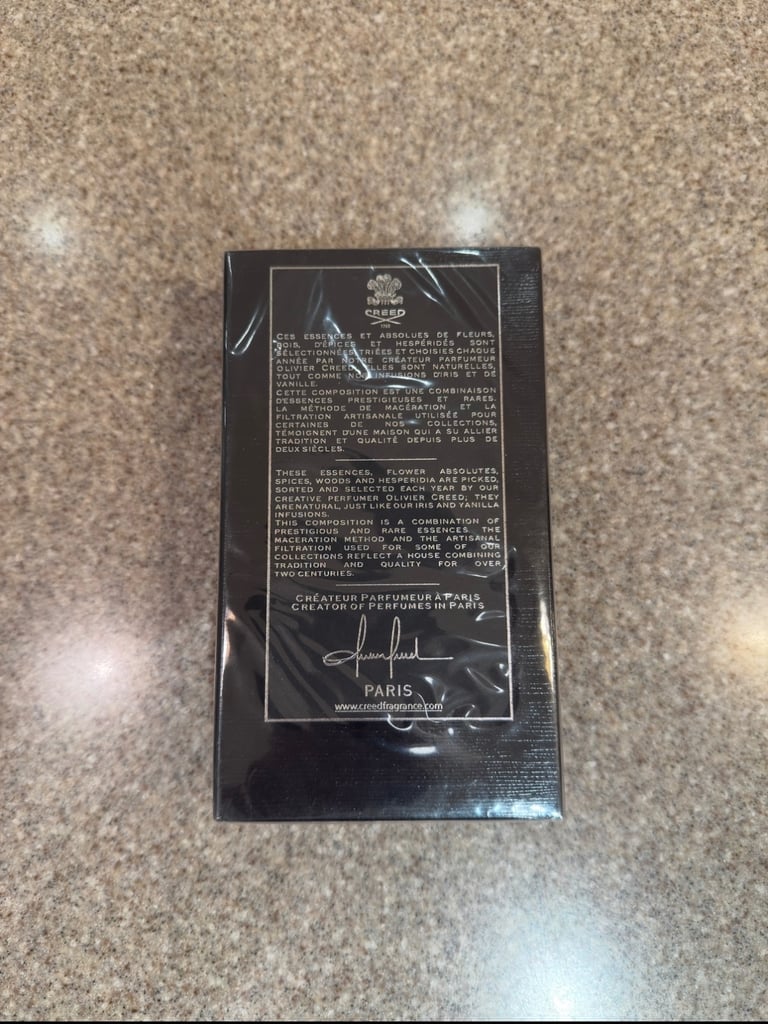 CREED
1760
CES ESSENCES ET ABSOLUES DE FLEURS,
BOIS, D'ÉPICES ET HESPÉRIDÉS SONT
SÉLECTIONNÉES TRIÉES ET CHOISIES CHAQUE
ANNÉE PAR NOTRE CRÉATEUR PARFUMEUR
OLIVIER CREED ELLES SONT NATURELLES,
TOUT COMME NOS INFUSIONS D'IRIS ET DE
VANILLE.
CETTE COMPOSITION EST UNE COMBINAISON
D'ESSENCES PRESTIGIEUSES ET RARES.
LA MÉTHODE DE MACÉRATION ET LA
FILTRATION ARTISANALE UTILISÉE POUR
CERTAINES DE NOS COLLECTIONS,
TÉMOIGNENT D'UNE MAISON QUI A SU ALLIER
TRADITION ET QUALITÉ DEPUIS PLUS DE
DEUX SIÈCLES.
THESE ESSENCES, FLOWER ABSOLUTES,
SPICES, WOODS AND HESPERIDIA ARE PICKED,
SORTED AND SELECTED EACH YEAR BY OUR
CREATIVE PERFUMER OLIVIER CREED; THEY
ARE NATURAL, JUST LIKE OUR IRIS AND VANILLA
INFUSIONS.
THIS COMPOSITION IS A COMBINATION OF
PRESTIGIOUS AND RARE ESSENCES. THE
MACERATION METHOD AND THE ARTISANAL
FILTRATION USED FOR SOME OF OUR
COLLECTIONS REFLECT A HOUSE COMBINING
TRADITION AND QUALITY FOR OVER
TWO CENTURIES.
CRÉATEUR PARFUMEUR À PARIS
CREATOR OF PERFUMES IN PARIS
PARIS
www.creedfragrance.com